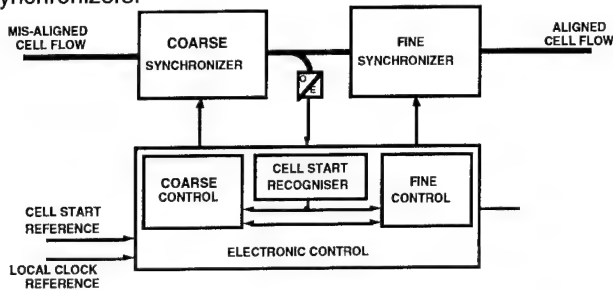 ynchronizers.
MIS-ALIGNED
CELL FLOW
COARSE
SYNCHRONIZER
O
E
FINE
SYNCHRONIZER
ALIGNED
CELL FLOW
COARSE
CONTROL
CELL START
RECOGNISER
FINE
CONTROL
CELL START
REFERENCE
ELECTRONIC CONTROL
LOCAL CLOCK
REFERENCE